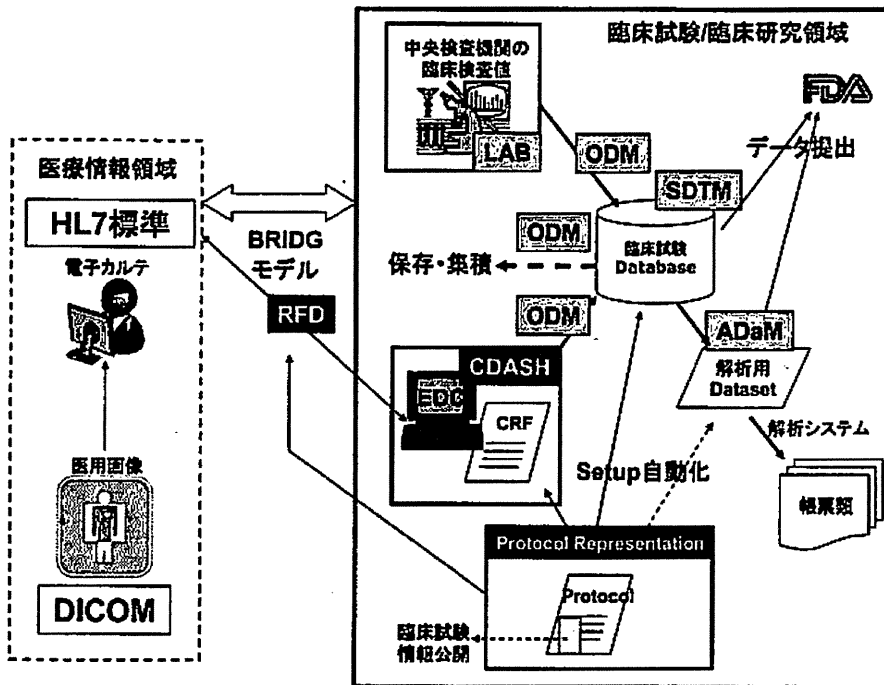 臨床試験/臨床研究領域
中央検査機関の
臨床検査値
LAB
ODM
FDA
データ提出
SDTM
臨床試験
Database
ODM
保存・集積
ODM
医療情報領域
HL7標準
電子カルテ
医用画像
DICOM
BRIDG
モデル
RFD
CDASH
EDC
CRF
ADaM
解析用
Dataset
解析システム
帳票類
Setup自動化
Protocol Representation
Protocol
臨床試験
情報公開